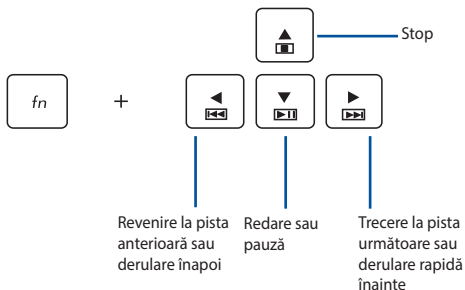 Stop
fn
+
Revenire la pista
anterioară sau
derulare înapoi
Redare sau
pauză
Trecere la pista
următoare sau
derulare rapidă
înainte